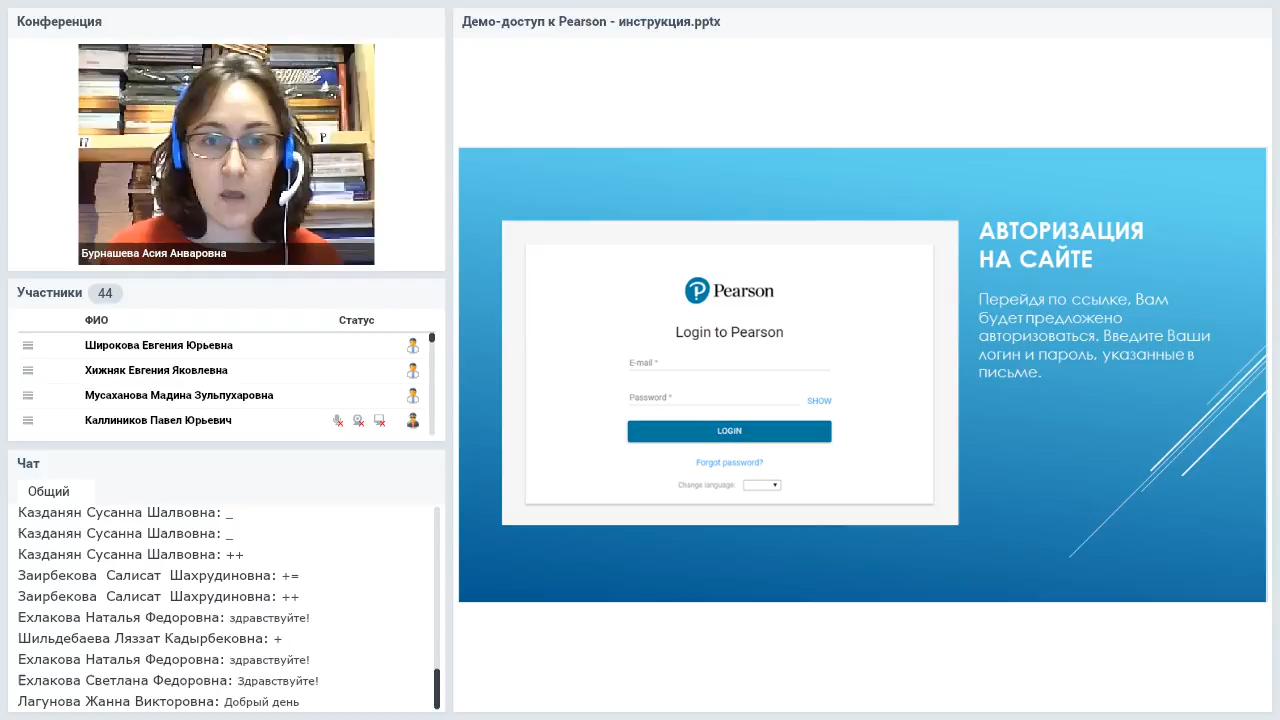 Конференция
Р
Бурнашева Асия Анваровна
Участники 44
ФИО Статус
Широкова Евгения Юрьевна
Хижняк Евгения Яковлевна
Мусаханова Мадина Зульпухаровна
Каллиников Павел Юрьевич
Чат
Общий
Казданян Сусанна Шалвовна: _
Казданян Сусанна Шалвовна: _
Казданян Сусанна Шалвовна: ++
Заирбекова Салисат Шахрудиновна: +=
Заирбекова Салисат Шахрудиновна: ++
Ехлакова Наталья Федоровна: здравствуйте!
Шильдебаева Ляззат Кадырбековна: +
Ехлакова Наталья Федоровна: здравствуйте!
Ехлакова Светлана Федоровна: Здравствуйте!
Лагунова Жанна Викторовна: Добрый день
Демо-доступ к Pearson - инструкция.pptx
P Pearson
Login to Pearson
E-mail *
Password *
SHOW
LOGIN
Forgot password?
Change language:
АВТОРИЗАЦИЯ
НА САЙТЕ
Перейдя по ссылке, Вам
будет предложено
авторизоваться. Введите Ваши
логин и пароль, указанные в
письме.